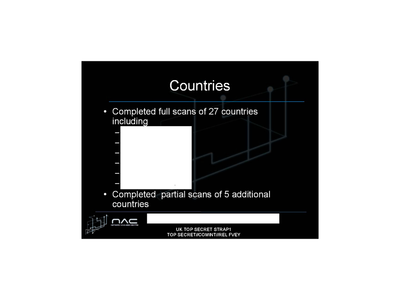 Countries
• Completed full scans of 27 countries
including
–
–
–
–
–
–
• Completed partial scans of 5 additional
countries
NAC
UK TOP SECRET STRAP1
TOP SECRET//COMINT//REL FVEY